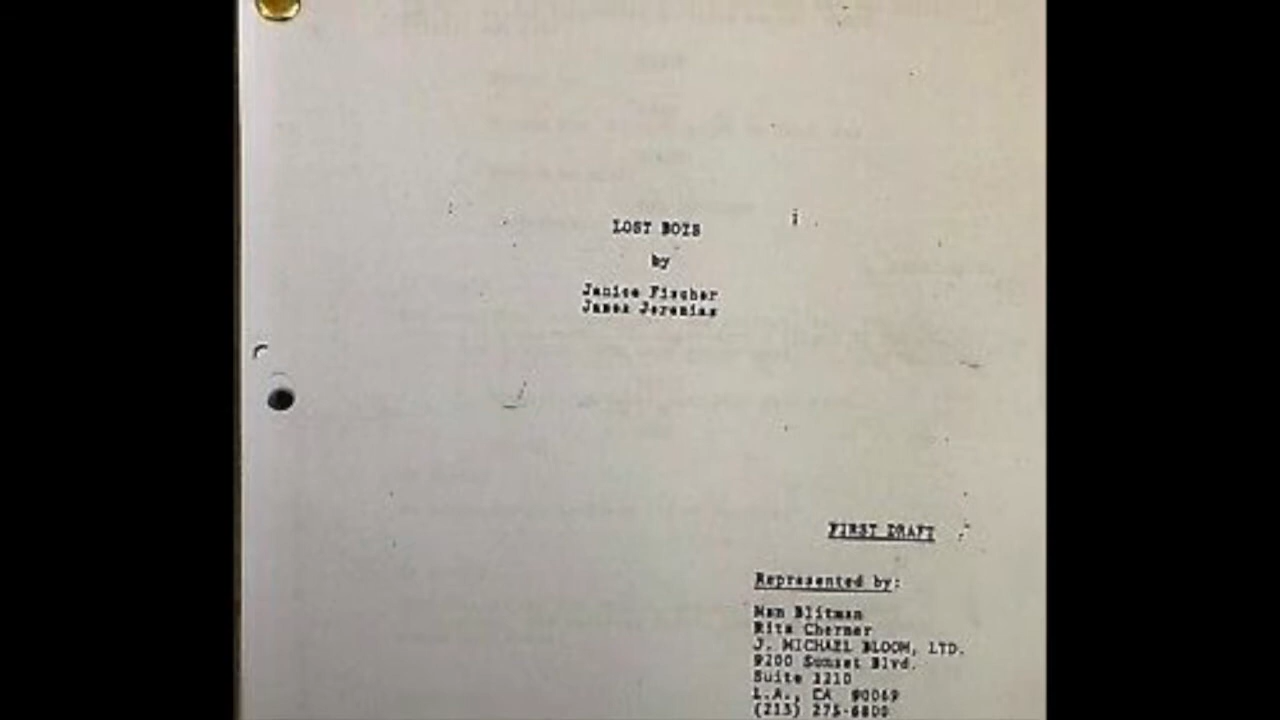 LOST BOYS
by
Janice Fischer
James Jeremias
FIRST DRAFT
Represented by:
Nan Blitman
Rita Cherner
J. MICHAEL BLOOM, LTD.
9200 Sunset Blvd.
Suite 1210
L.A., CA 90069
(213) 275-6800